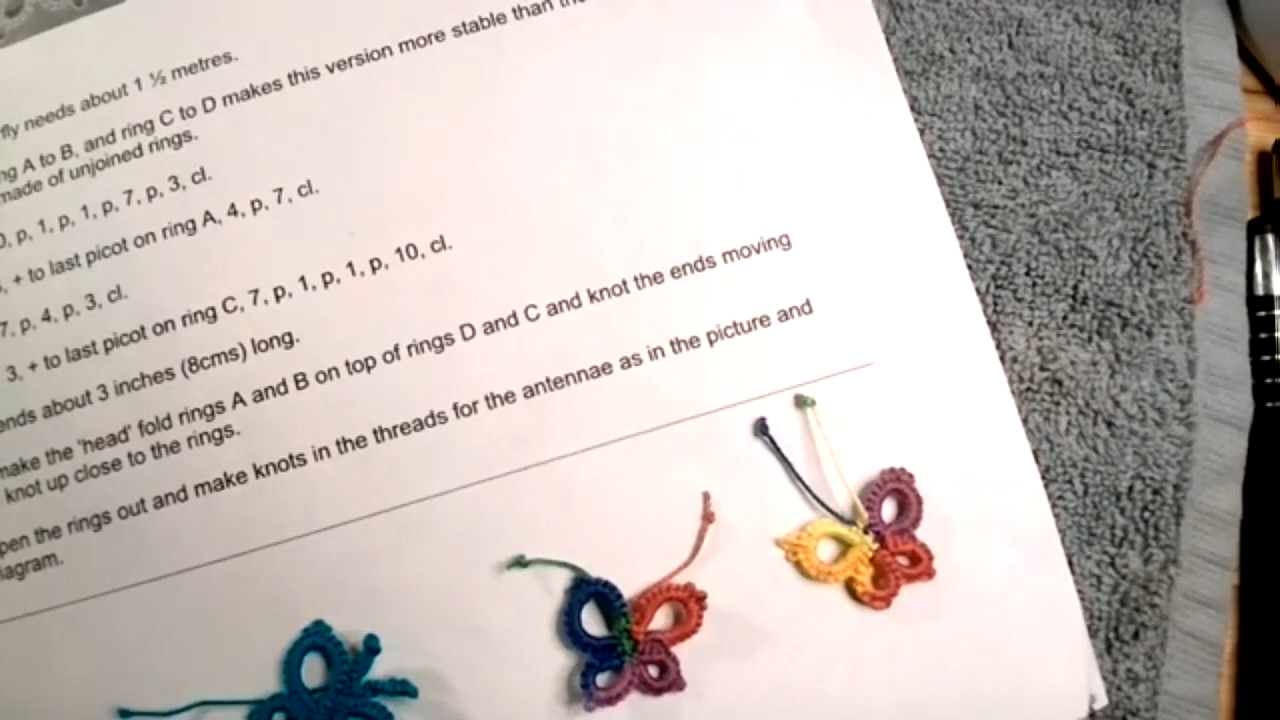 fly needs about 1 ½ metres.
ng A to B, and ring C to D makes this version more stable than
made of unjoined rings.
0, p, 1, p, 1, p, 7, p, 3, cl.
, + to last picot on ring A, 4, p, 7, cl.
7, p, 4, p, 3, cl.
3, + to last picot on ring C, 7, p, 1, p, 1, p, 10, cl.
ends about 3 inches (8cms) long.
make the 'head' fold rings A and B on top of rings D and C and knot the ends moving
knot up close to the rings.
pen the rings out and make knots in the threads for the antennae as in the picture and
iagram.